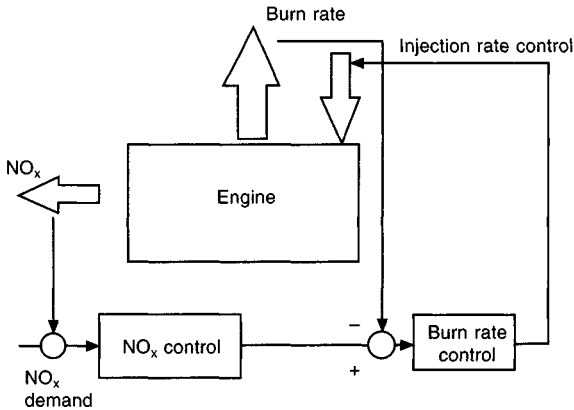 Burn rate
Injection rate control
NOₓ
Engine
−
NOₓ control
Burn rate
control
+
NOₓ
demand